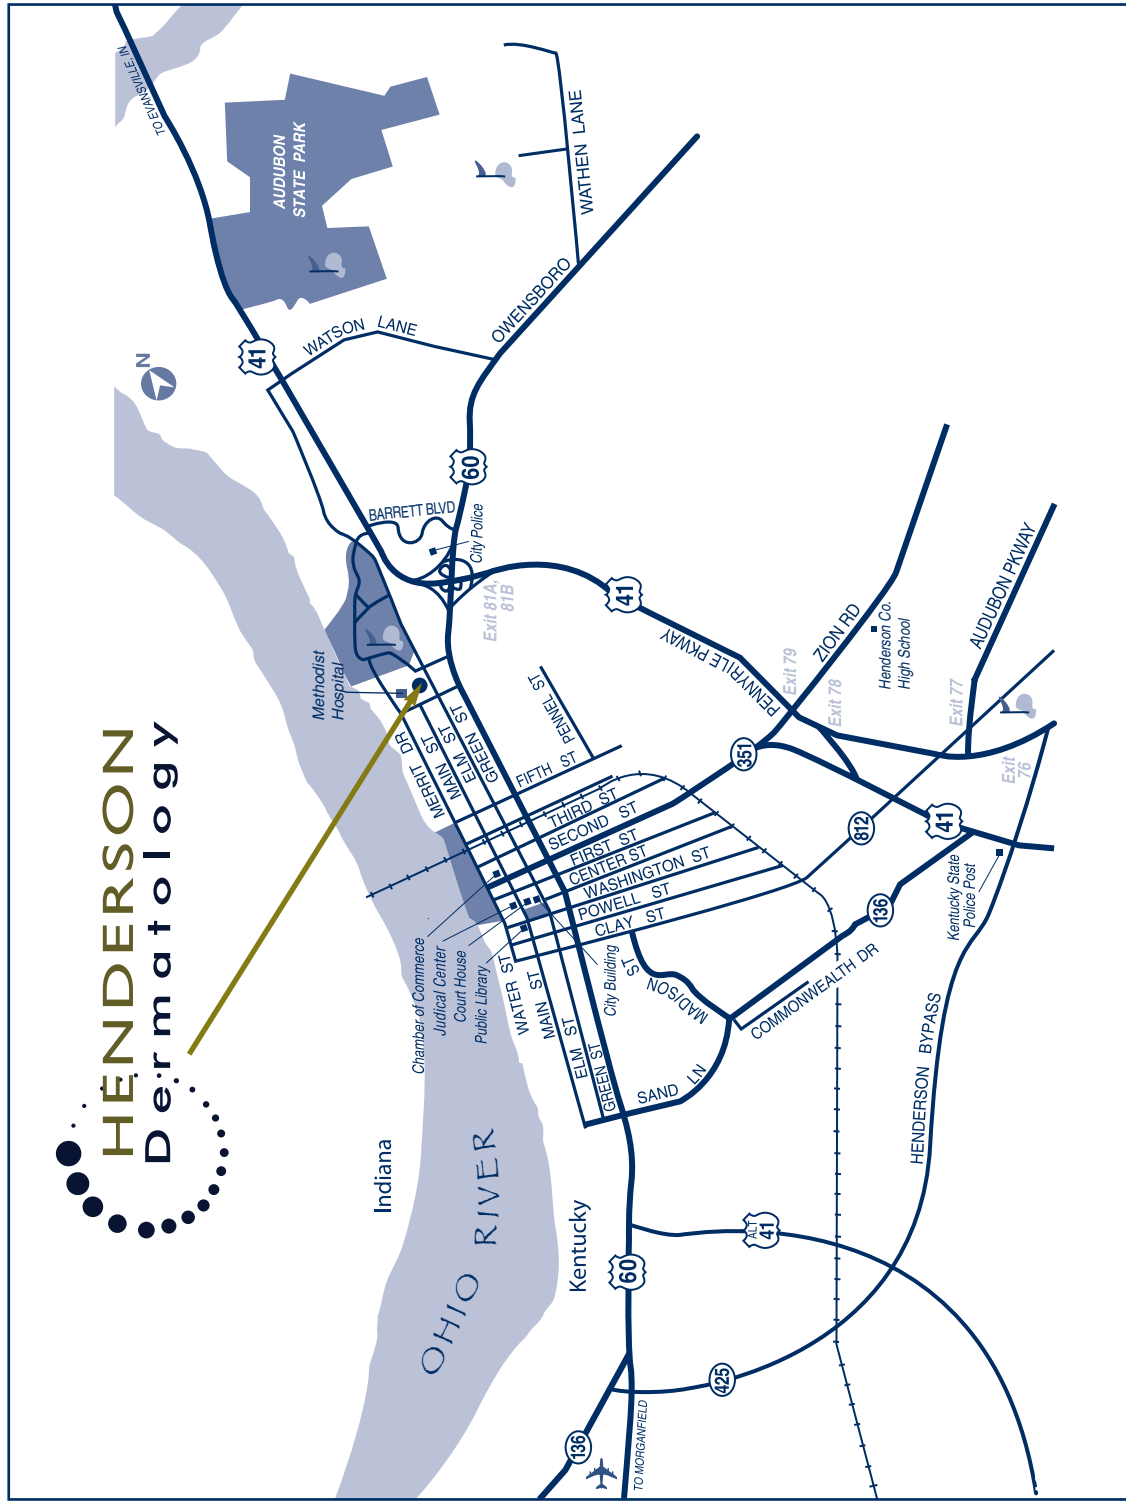 HENDERSON
Dermatology
TO EVANSVILLE, IN
AUDUBON
STATE PARK
WATHEN LANE
OWENSBORO
WATSON LANE
N
41
60
BARRETT BLVD
City Police
Exit 81A,
81B
41
PENNYRILE PKWAY
Exit 79
ZION RD
Henderson Co.
High School
Exit 78
Exit 77
AUDUBON PKWAY
Exit
76
Methodist
Hospital
MERRIT DR
MAIN ST
ELM ST
GREEN ST
PENNEL ST
FIFTH ST
THIRD ST
SECOND ST
FIRST ST
CENTER ST
WASHINGTON ST
POWELL ST
CLAY ST
351
812
41
136
Kentucky State
Police Post
Chamber of Commerce
Judical Center
Court House
Public Library
City Building
WATER ST
MAIN ST
ELM ST
GREEN ST
MADISON ST
COMMONWEALTH DR
SAND LN
HENDERSON BYPASS
Indiana
OHIO RIVER
Kentucky
60
ALT
41
425
136
TO MORGANFIELD